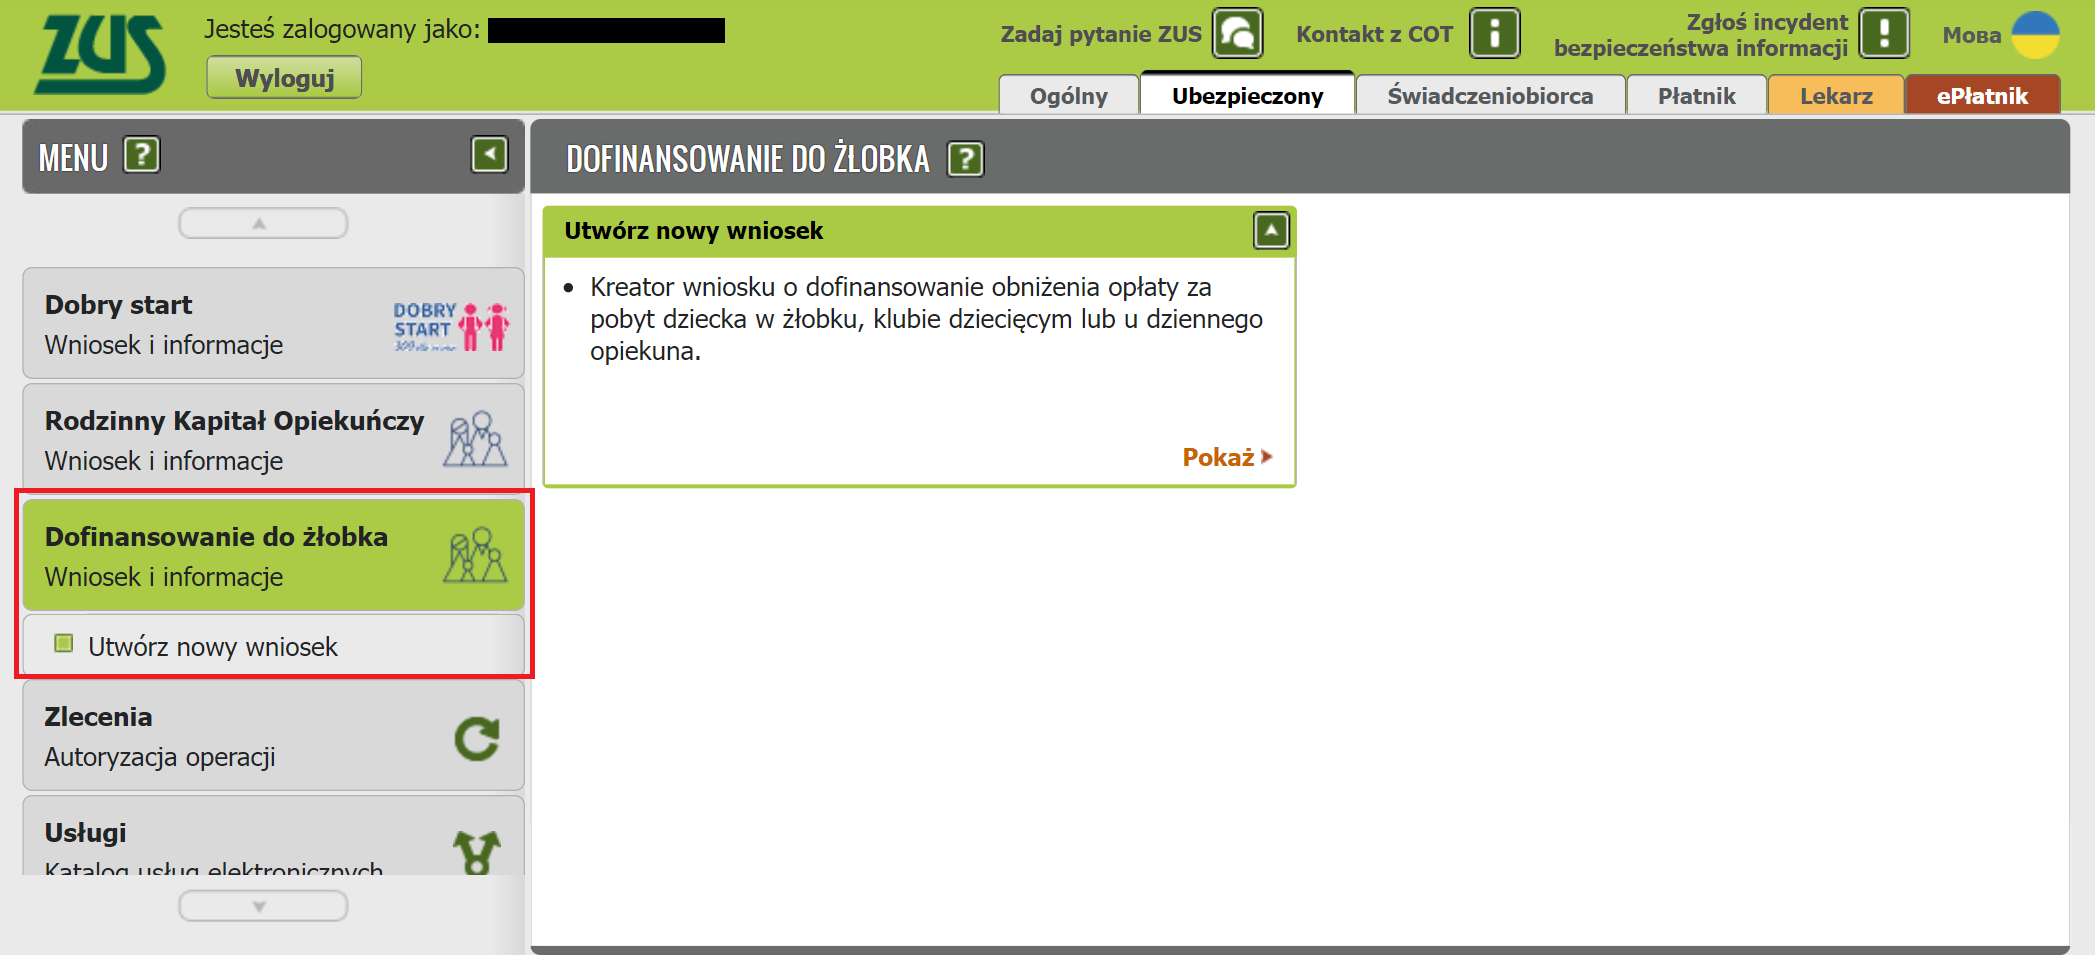 ZUS
Jesteś zalogowany jako:
Wyloguj
Zadaj pytanie ZUS
Kontakt z COT
Zgłoś incydent
bezpieczeństwa informacji
Мова
Ogólny
Ubezpieczony
Świadczeniobiorca
Płatnik
Lekarz
ePłatnik
MENU ?
DOFINANSOWANIE DO ŻŁOBKA ?
Dobry start
Wniosek i informacje
DOBRY
START
Rodzinny Kapitał Opiekuńczy
Wniosek i informacje
Dofinansowanie do żłobka
Wniosek i informacje
Utwórz nowy wniosek
Zlecenia
Autoryzacja operacji
Usługi
Katalog usług elektronicznych
Utwórz nowy wniosek
• Kreator wniosku o dofinansowanie obniżenia opłaty za
pobyt dziecka w żłobku, klubie dziecięcym lub u dziennego
opiekuna.
Pokaż